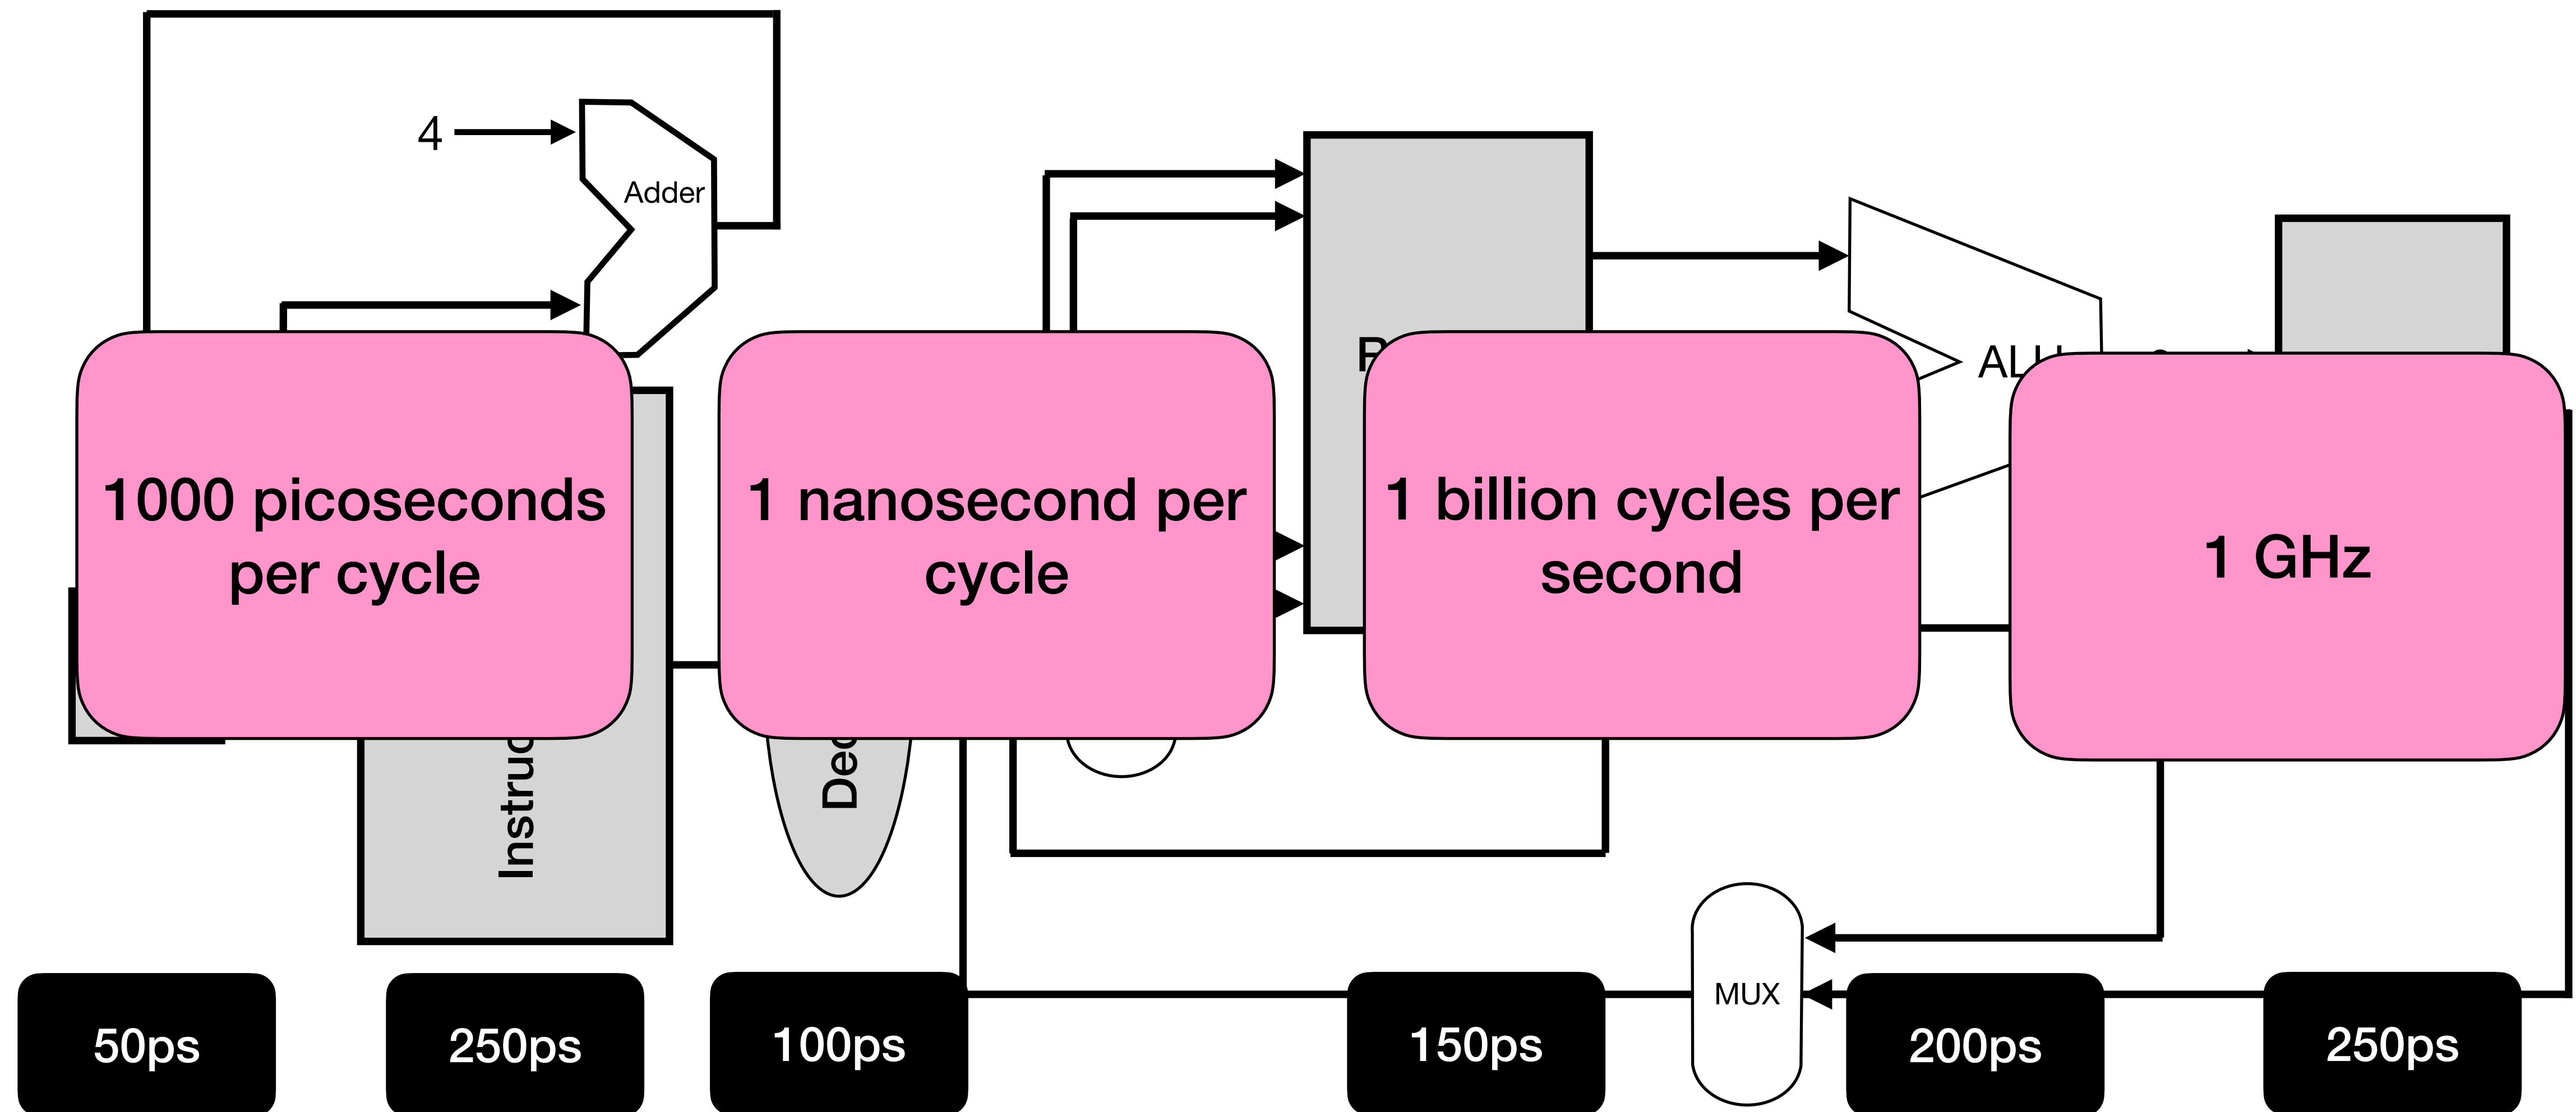 4
Adder
1000 picoseconds
per cycle
1 nanosecond per
cycle
1 billion cycles per
second
1 GHz
MUX
50ps
250ps
100ps
150ps
200ps
250ps